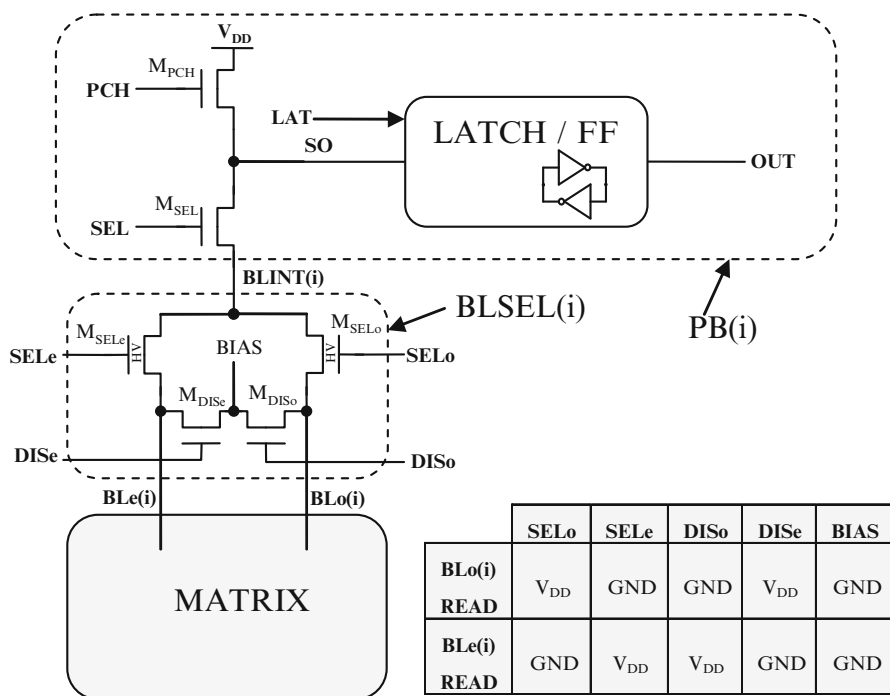 V_DD
M_PCH
PCH
LAT
LATCH / FF
SO
OUT
M_SEL
SEL
BLINT(i)
BLSEL(i)
PB(i)
M_SELe
M_SELo
HV
HV
BIAS
SELe
SELo
M_DISe
M_DISo
DISe
DISo
BLe(i)
BLo(i)
MATRIX
SELo SELe DISo DISe BIAS
BLo(i)
READ
V_DD GND GND V_DD GND
BLe(i)
READ
GND V_DD V_DD GND GND